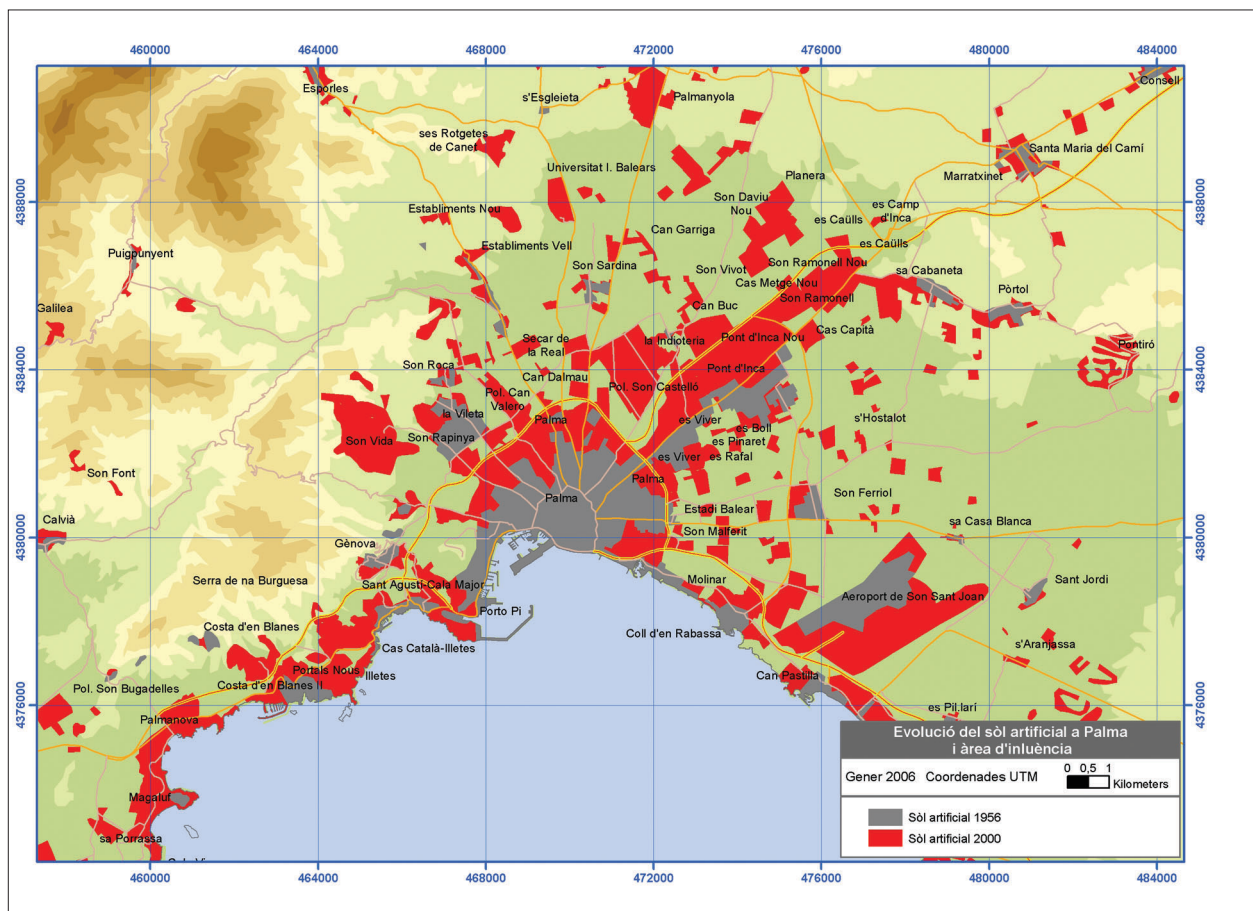 460000 464000 468000 472000 476000 480000 484000
Esporles
s'Esgleieta
Palmanyola
Consell
ses Rotgetes
de Canet
Santa Maria del Camí
Universitat I. Balears
Planera
Marratxinet
4388000
4388000
Son Daviu
Nou
es Camp
d'Inca
Establiments Nou
es Caülls
Can Garriga
es Caülls
Establiments Vell
Puigpunyent
Son Sardina
Son Vivot
Son Ramonell Nou
sa Cabaneta
Cas Metge Nou
Pòrtol
Son Ramonell
Galilea
Can Buc
Cas Capità
Secar de
la Real
la Indioteria
Pont d'Inca Nou
Pontiró
Son Roca
Pont d'Inca
4384000
4384000
Can Dalmau
Pol. Son Castelló
Pol. Can
Valero
la Vileta
Palma
es Viver
s'Hostalot
es Boll
Son Vida
Son Rapinya
es Pinaret
es Viver
es Rafal
Son Font
Palma
Son Ferriol
Palma
Estadi Balear
Calvià
sa Casa Blanca
4380000
4380000
Son Malferit
Gènova
Serra de na Burguesa
Sant Agustí-Cala Major
Molinar
Sant Jordi
Aeroport de Son Sant Joan
Porto Pi
Costa d'en Blanes
Coll d'en Rabassa
s'Aranjassa
Cas Català-Illetes
Portals Nous
Illetes
Can Pastilla
Pol. Son Bugadelles
Costa d'en Blanes II
es Pil.larí
4376000
4376000
Palmanova
Magaluf
sa Porrassa
Evolució del sòl artificial a Palma
i àrea d'inluència
Gener 2006 Coordenades UTM
0 0,5 1
Kilometers
Sòl artificial 1956
Sòl artificial 2000
460000 464000 468000 472000 476000 480000 484000